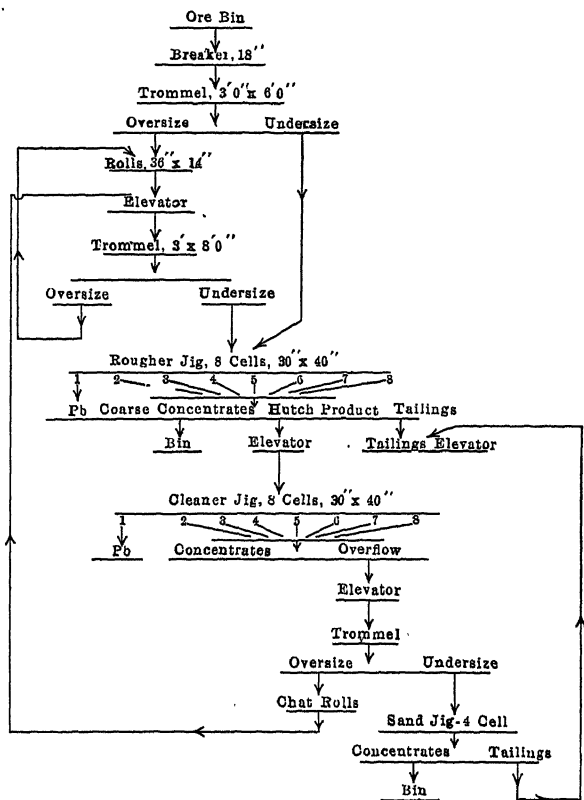 Ore Bin
Breaker, 18"
Trommel, 3'0" x 6'0"
Oversize Undersize
Rolls, 36" x 14"
Elevator
Trommel, 3' x 8'0"
Oversize Undersize
Rougher Jig, 8 Cells, 30" x 40"
1 2 3 4 5 6 7 8
Pb Coarse Concentrates Hutch Product Tailings
Bin Elevator Tailings Elevator
Cleaner Jig, 8 Cells, 30" x 40"
1 2 3 4 5 6 7 8
Pb Concentrates Overflow
Elevator
Trommel
Oversize Undersize
Chat Rolls
Sand Jig-4 Cell
Concentrates Tailings
Bin